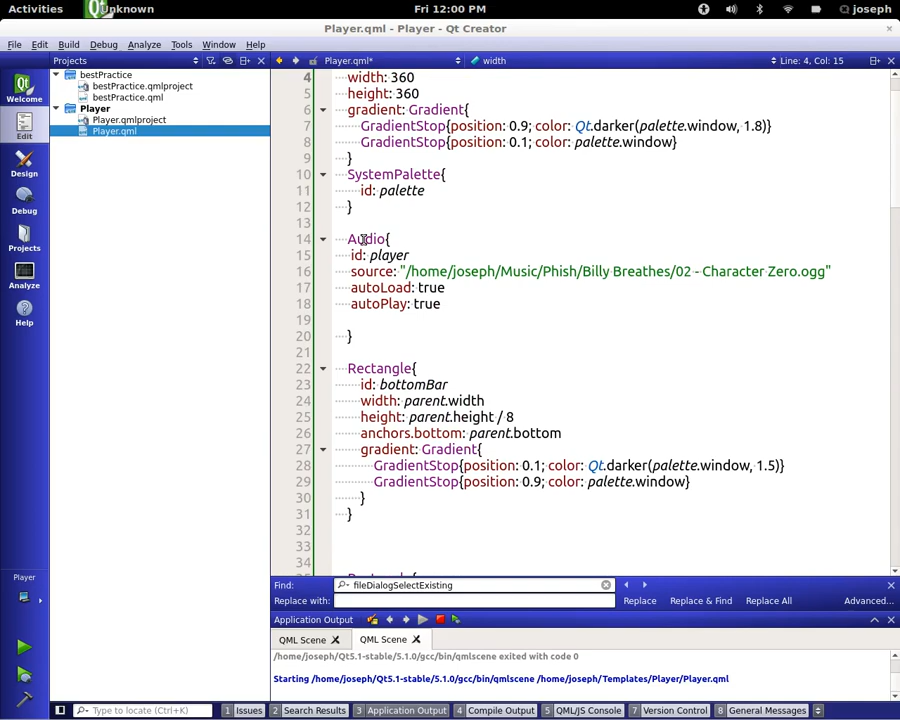 Activities Unknown Fri 12:00 PM joseph
Player.qml - Player - Qt Creator
File Edit Build Debug Analyze Tools Window Help
Projects Player.qml* width Line: 4, Col: 15
Welcome
Edit
Design
Debug
Projects
Analyze
Help
Player
bestPractice
bestPractice.qmlproject
bestPractice.qml
Player
Player.qmlproject
Player.qml
4 width: 360
5 height: 360
6 gradient: Gradient{
7 GradientStop{position: 0.9; color: Qt.darker(palette.window, 1.8)}
8 GradientStop{position: 0.1; color: palette.window}
9 }
10 SystemPalette{
11 id: palette
12 }
13
14 Audio{
15 id: player
16 source: "/home/joseph/Music/Phish/Billy Breathes/02 - Character Zero.ogg"
17 autoLoad: true
18 autoPlay: true
19
20 }
21
22 Rectangle{
23 id: bottomBar
24 width: parent.width
25 height: parent.height / 8
26 anchors.bottom: parent.bottom
27 gradient: Gradient{
28 GradientStop{position: 0.1; color: Qt.darker(palette.window, 1.5)}
29 GradientStop{position: 0.9; color: palette.window}
30 }
31 }
32
33
34
Find: fileDialogSelectExisting
Replace with: Replace Replace & Find Replace All Advanced...
Application Output
QML Scene QML Scene
/home/joseph/Qt5.1-stable/5.1.0/gcc/bin/qmlscene exited with code 0
Starting /home/joseph/Qt5.1-stable/5.1.0/gcc/bin/qmlscene /home/joseph/Templates/Player/Player.qml
Type to locate (Ctrl+K) 1 Issues 2 Search Results 3 Application Output 4 Compile Output 5 QML/JS Console 7 Version Control 8 General Messages